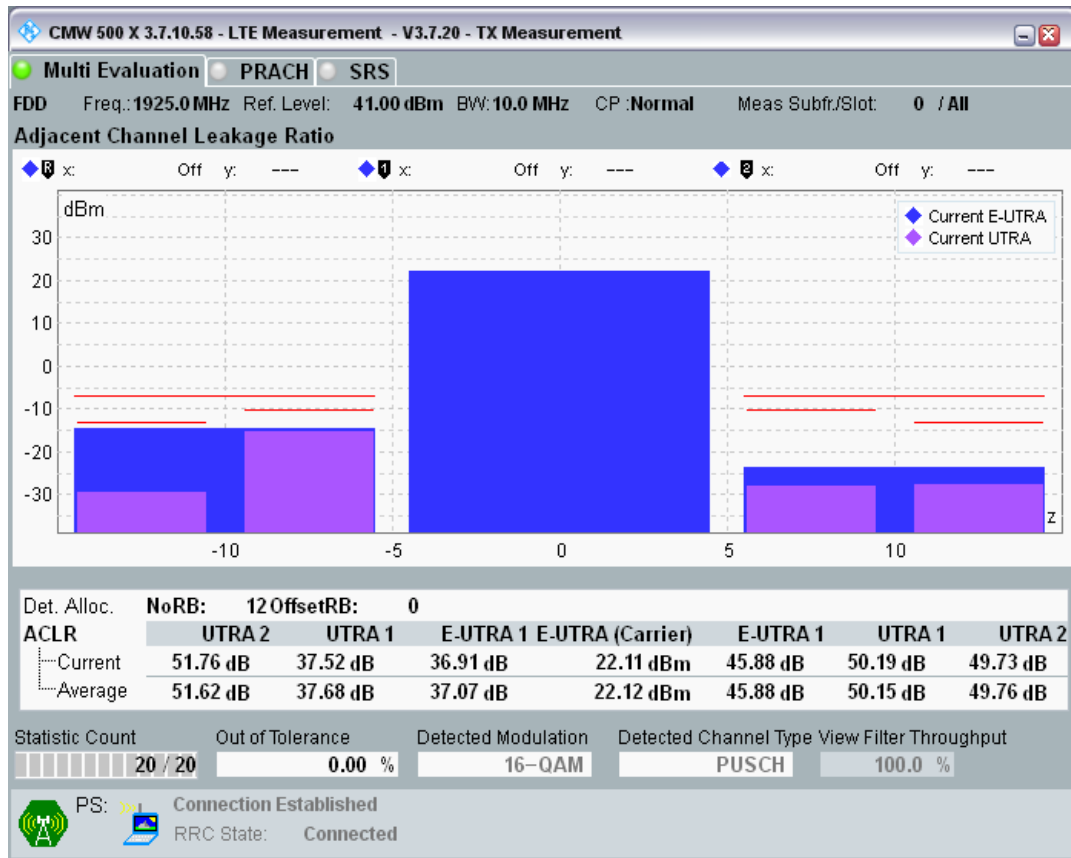 CMW 500 X 3.7.10.58 - LTE Measurement - V3.7.20 - TX Measurement
Multi Evaluation PRACH SRS
FDD Freq.: 1925.0 MHz Ref. Level: 41.00 dBm BW: 10.0 MHz CP :Normal Meas Subfr./Slot: 0 / All
Adjacent Channel Leakage Ratio
R x: Off y: --- 1 x: Off y: --- 2 x: Off y: ---
dBm
Current E-UTRA
Current UTRA
30
20
10
0
-10
-20
-30
z
-10 -5 0 5 10
Det. Alloc. NoRB: 12 OffsetRB: 0
ACLR UTRA 2 UTRA 1 E-UTRA 1 E-UTRA (Carrier) E-UTRA 1 UTRA 1 UTRA 2
Current 51.76 dB 37.52 dB 36.91 dB 22.11 dBm 45.88 dB 50.19 dB 49.73 dB
Average 51.62 dB 37.68 dB 37.07 dB 22.12 dBm 45.88 dB 50.15 dB 49.76 dB
Statistic Count Out of Tolerance Detected Modulation Detected Channel Type View Filter Throughput
20 / 20 0.00 % 16-QAM PUSCH 100.0 %
PS: Connection Established
RRC State: Connected